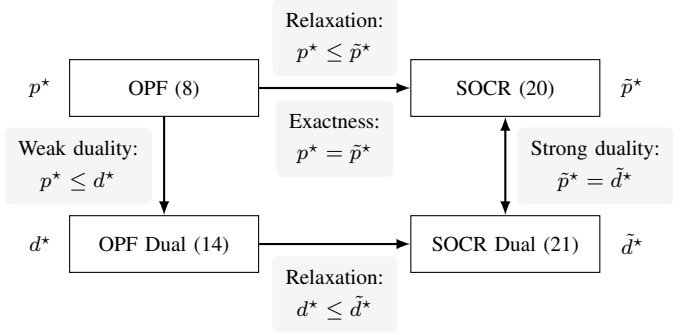 Relaxation:
p⋆ ≤ p̃⋆
p⋆
OPF (8)
SOCR (20)
p̃⋆
Exactness:
p⋆ = p̃⋆
Weak duality:
p⋆ ≤ d⋆
Strong duality:
p̃⋆ = d̃⋆
d⋆
OPF Dual (14)
SOCR Dual (21)
d̃⋆
Relaxation:
d⋆ ≤ d̃⋆